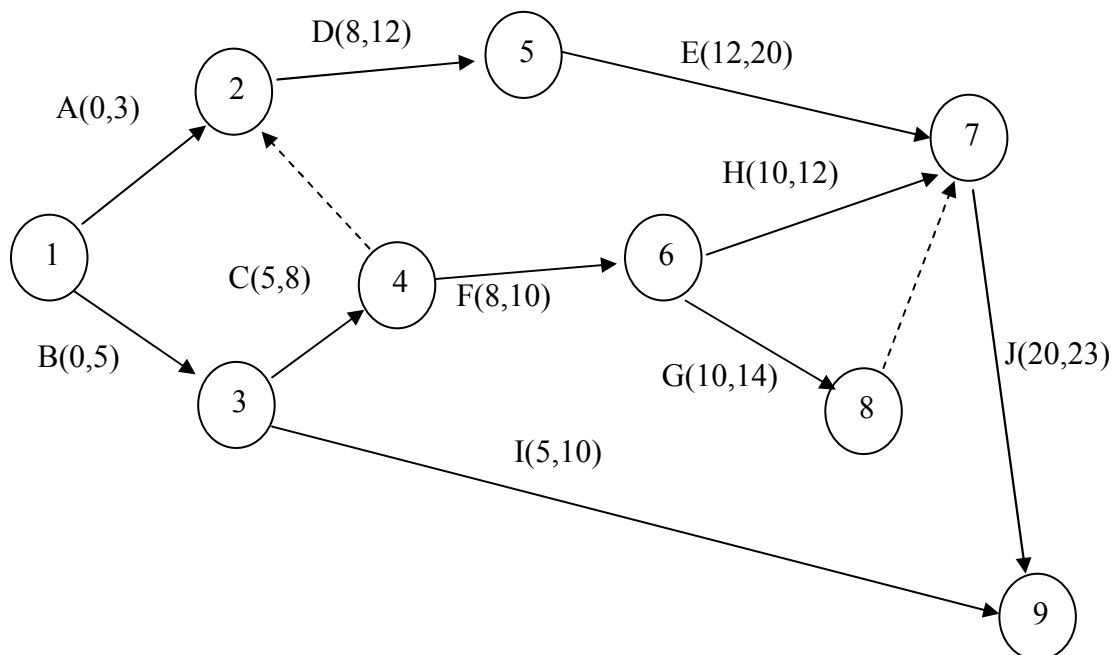 D(8,12)
5
E(12,20)
2
A(0,3)
7
H(10,12)
1
6
C(5,8)
4
F(8,10)
B(0,5)
J(20,23)
G(10,14)
3
8
I(5,10)
9